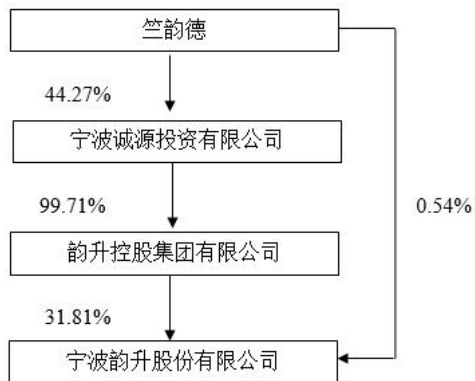 竺韵德
44.27%
宁波诚源投资有限公司
99.71%
0.54%
韵升控股集团有限公司
31.81%
宁波韵升股份有限公司